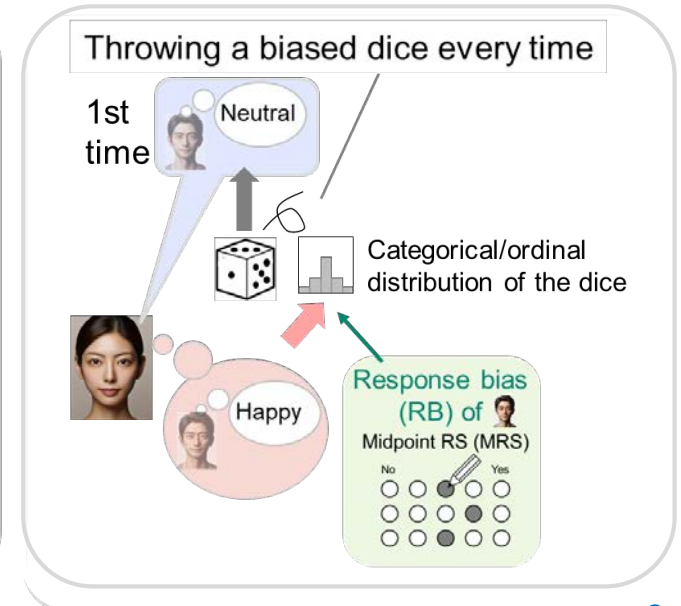 Throwing a biased dice every time
1st
time
Neutral
Categorical/ordinal
distribution of the dice
Happy
Response bias
(RB) of
Midpoint RS (MRS)
No Yes